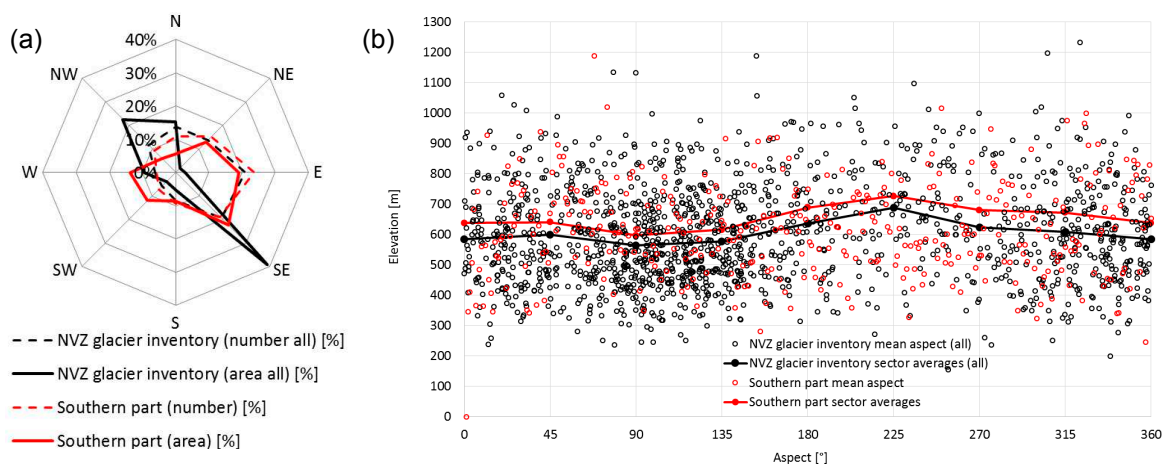 (a)
N
40%
30%
20%
10%
0%
NE
E
SE
S
SW
W
NW
NVZ glacier inventory (number all) [%]
NVZ glacier inventory (area all) [%]
Southern part (number) [%]
Southern part (area) [%]
(b)
1300
1200
1100
1000
900
800
700
600
500
400
300
200
100
0
Elevation [m]
NVZ glacier inventory mean aspect (all)
NVZ glacier inventory sector averages (all)
Southern part mean aspect
Southern part sector averages
0 45 90 135 180 225 270 315 360
Aspect [°]